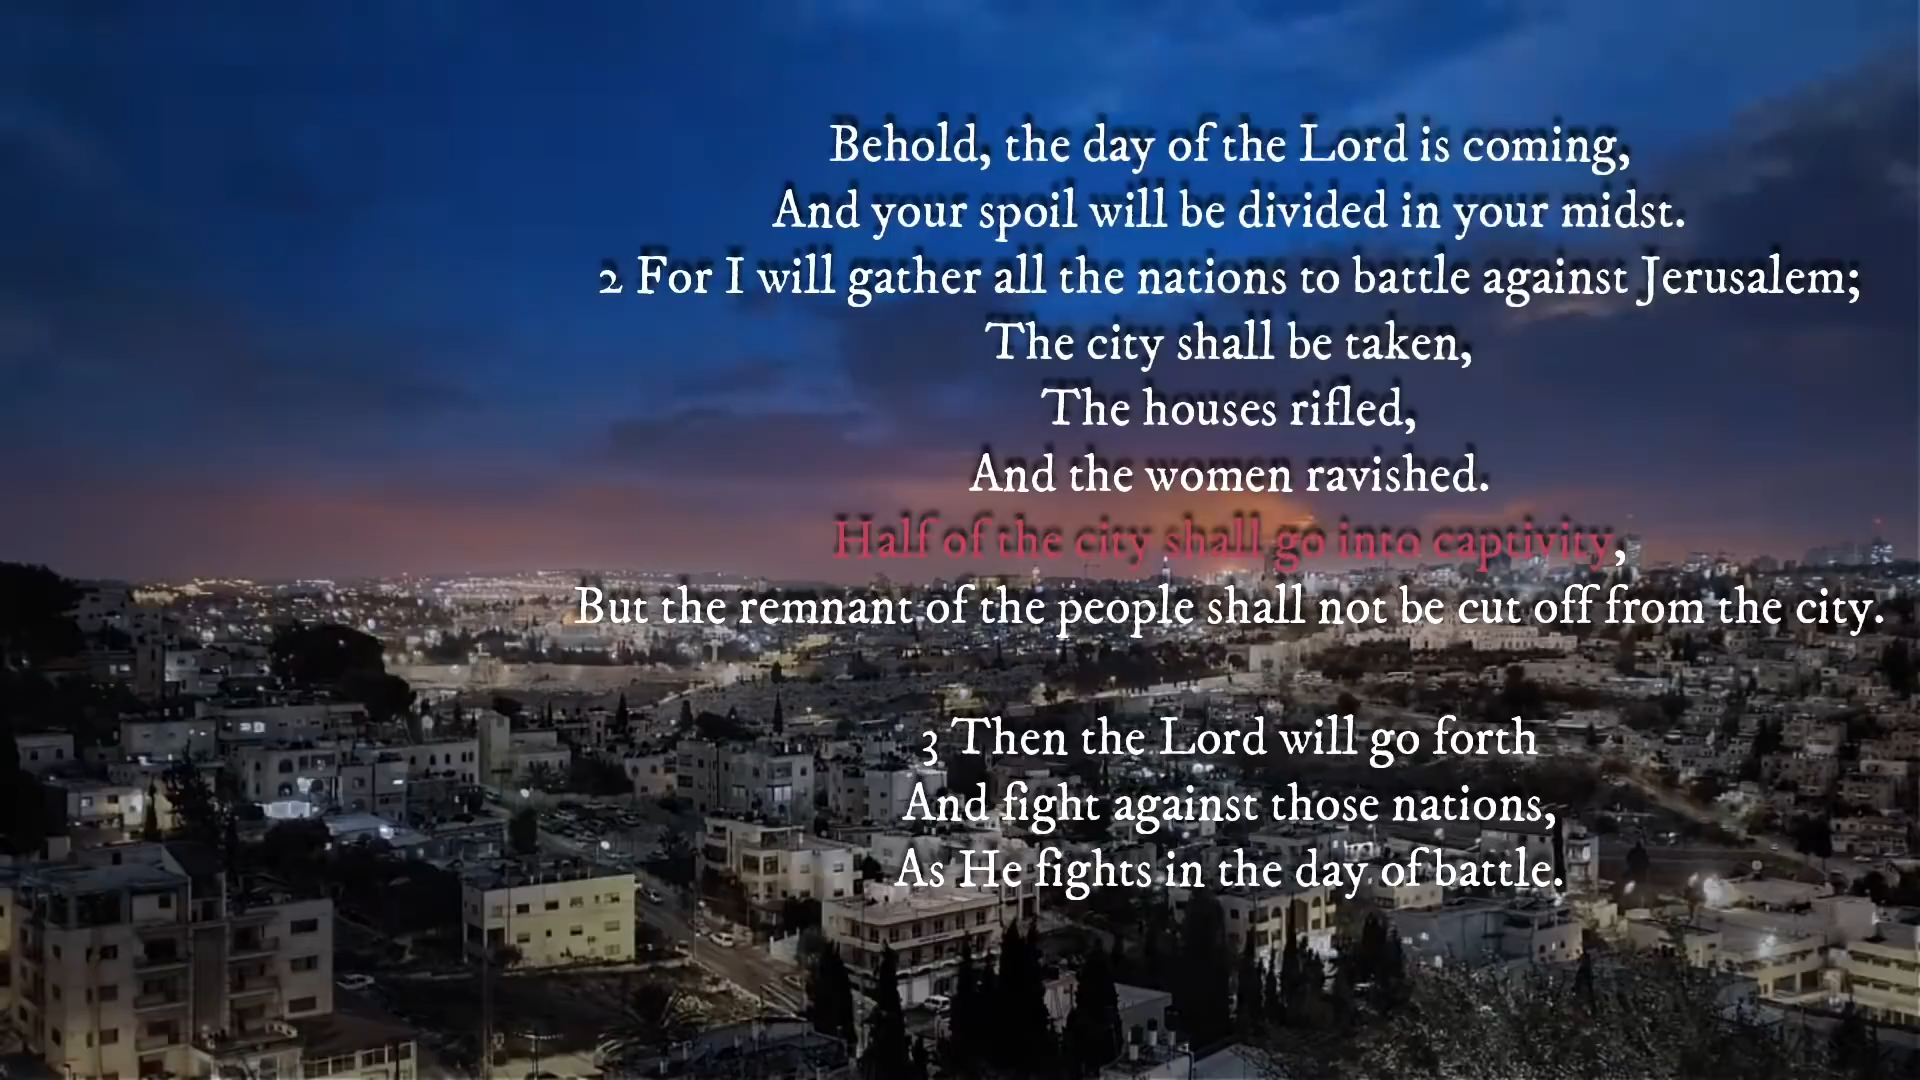 Behold, the day of the Lord is coming,
And your spoil will be divided in your midst.
2 For I will gather all the nations to battle against Jerusalem;
The city shall be taken,
The houses rifled,
And the women ravished.
Half of the city shall go into captivity,
But the remnant of the people shall not be cut off from the city.
3 Then the Lord will go forth
And fight against those nations,
As He fights in the day of battle.